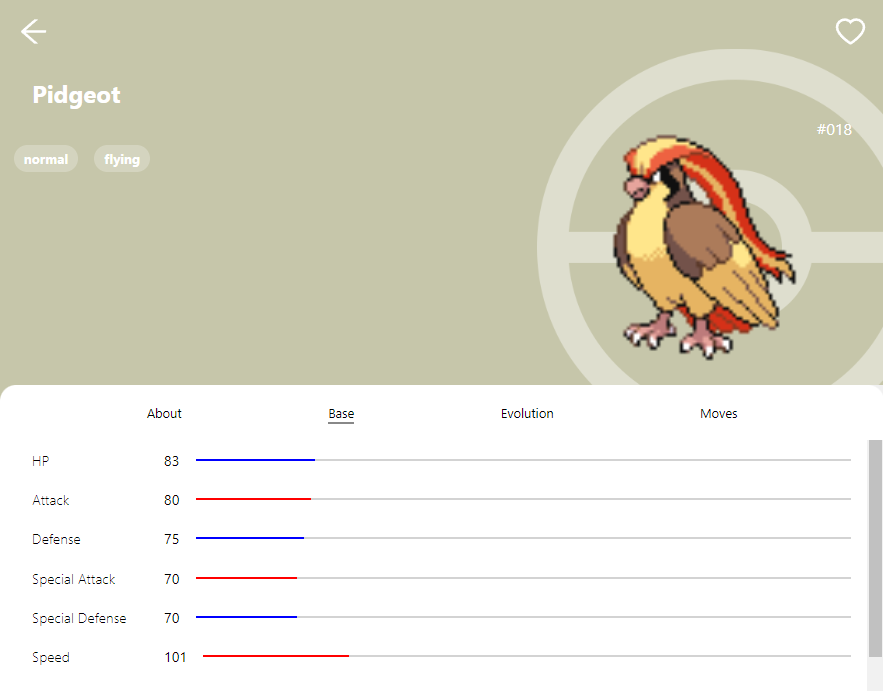 Pidgeot
#018
normal flying
About Base Evolution Moves
HP 83
Attack 80
Defense 75
Special Attack 70
Special Defense 70
Speed 101